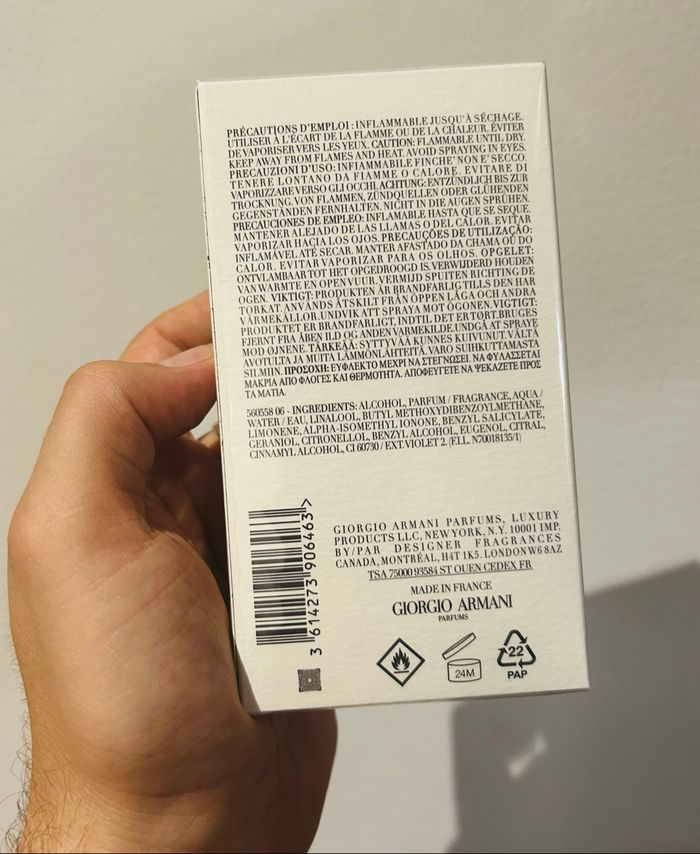 PRÉCAUTIONS D'EMPLOI : INFLAMMABLE JUSQU'À SÉCHAGE.
UTILISER À L'ÉCART DE LA FLAMME OU DE LA CHALEUR. ÉVITER
DE VAPORISER VERS LES YEUX. CAUTION: FLAMMABLE UNTIL DRY.
KEEP AWAY FROM FLAMES AND HEAT. AVOID SPRAYING IN EYES.
PRECAUZIONI D'USO: INFIAMMABILE FINCHE' NON E' SECCO.
TENERE LONTANO DA FIAMME O CALORE. EVITARE DI
VAPORIZZARE VERSO GLI OCCHI. ACHTUNG: ENTZÜNDLICH BIS ZUR
TROCKNUNG. VON FLAMMEN, ZÜNDQUELLEN ODER GLÜHENDEN
GEGENSTÄNDEN FERNHALTEN. NICHT IN DIE AUGEN SPRÜHEN.
PRECAUCIONES DE EMPLEO: INFLAMABLE HASTA QUE SE SEQUE.
MANTENER ALEJADO DE LAS LLAMAS O DEL CALOR. EVITAR
VAPORIZAR HACIA LOS OJOS. PRECAUÇÕES DE UTILIZAÇÃO:
INFLAMÁVEL ATÉ SECAR. MANTER AFASTADO DA CHAMA OU DO
CALOR. EVITAR VAPORIZAR PARA OS OLHOS. OPGELET:
ONTVLAMBAAR TOT HET OPGEDROOGD IS. VERWIJDERD HOUDEN
VAN WARMTE EN OPEN VUUR. VERMIJD SPUITEN RICHTING DE
OGEN. VIKTIGT: PRODUKTEN ÄR BRANDFARLIG TILLS DEN HAR
TORKAT. ANVÄNDS ÅTSKILT FRÅN ÖPPEN LÅGA OCH ANDRA
VÄRMEKÄLLOR. UNDVIK ATT SPRAYA MOT ÖGONEN. VIGTIGT:
PRODUKTET ER BRANDFARLIGT, INDTIL DET ER TØRT. BRUGES
FJERNT FRA ÅBEN ILD OG ANDEN VARMEKILDE. UNDGÅ AT SPRAYE
MOD ØJNENE. TÄRKEÄÄ: SYTTYVÄÄ KUNNES KUIVUNUT. VÄLTÄ
AVOTULTA JA MUITA LÄMMÖNLÄHTEITÄ. VARO SUIHKUTTAMASTA
SILMIIN. ΠΡΟΣΟΧΗ: ΕΥΦΛΕΚΤΟ ΜΕΧΡΙ ΝΑ ΣΤΕΓΝΩΣΕΙ. ΝΑ ΦΥΛΑΣΣΕΤΑΙ
ΜΑΚΡΙΑ ΑΠΟ ΦΛΟΓΕΣ ΚΑΙ ΘΕΡΜΟΤΗΤΑ. ΑΠΟΦΕΥΓΕΤΕ ΝΑ ΨΕΚΑΖΕΤΕ ΠΡΟΣ
ΤΑ ΜΑΤΙΑ.
560558 06 - INGREDIENTS: ALCOHOL, PARFUM / FRAGRANCE, AQUA /
WATER / EAU, LINALOOL, BUTYL METHOXYDIBENZOYLMETHANE,
LIMONENE, ALPHA-ISOMETHYL IONONE, BENZYL SALICYLATE,
GERANIOL, CITRONELLOL, BENZYL ALCOHOL, EUGENOL, CITRAL,
CINNAMYL ALCOHOL, CI 60730 / EXT. VIOLET 2. (F.I.L. N70018135/1)
GIORGIO ARMANI PARFUMS, LUXURY
PRODUCTS LLC, NEW YORK, N.Y. 10001 IMP.
BY/PAR DESIGNER FRAGRANCES
CANADA, MONTRÉAL, H4T 1K5. LONDON W6 8AZ
TSA 75000 93584 ST OUEN CEDEX FR
MADE IN FRANCE
GIORGIO ARMANI
PARFUMS
3 614273 906463 >
24M
22
PAP